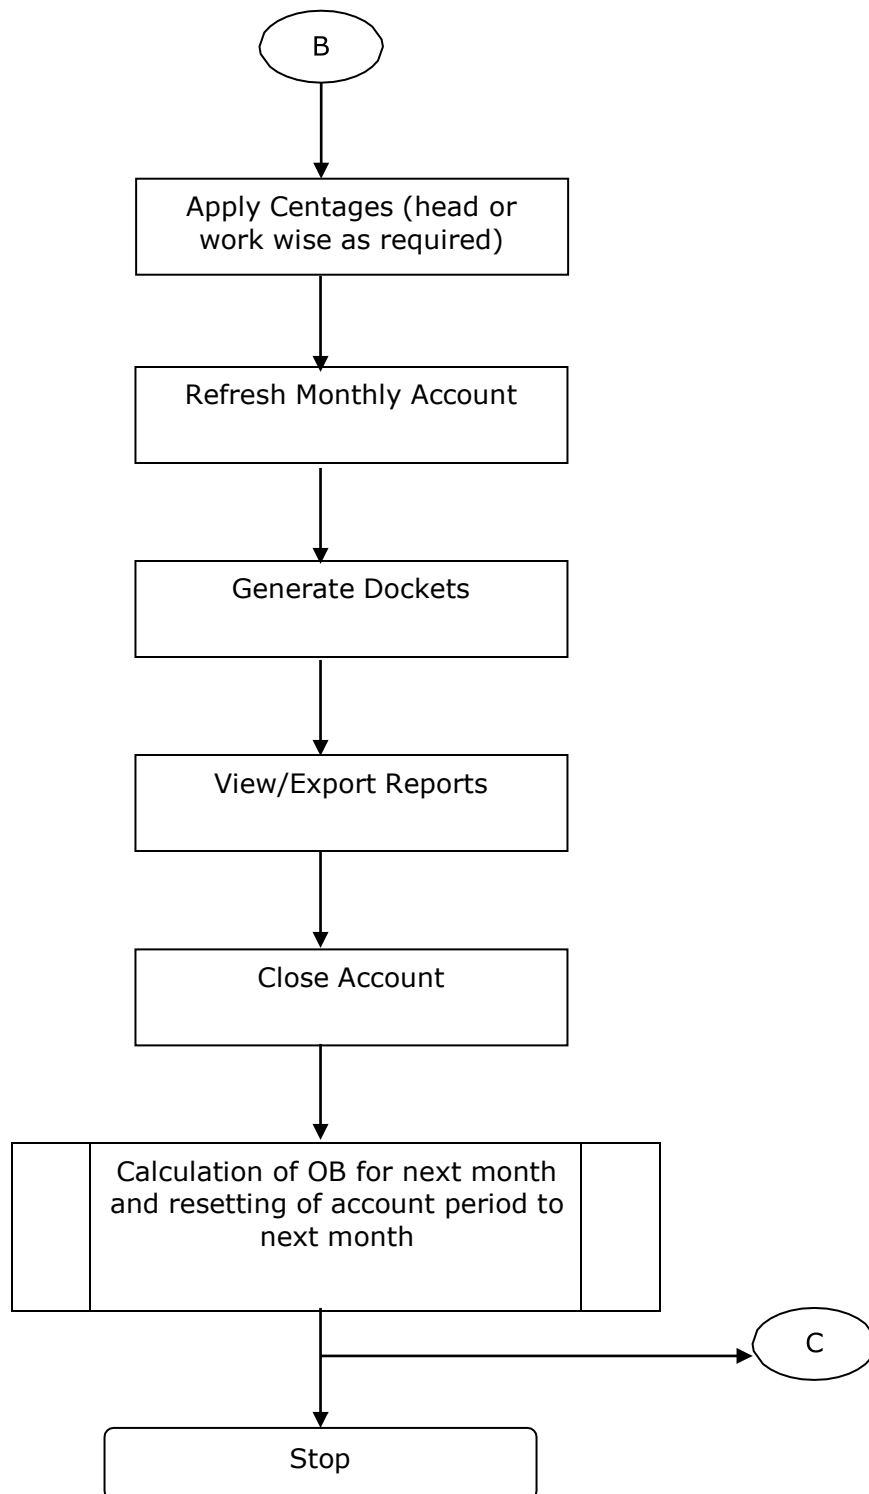 B
Apply Centages (head or
work wise as required)
Refresh Monthly Account
Generate Dockets
View/Export Reports
Close Account
Calculation of OB for next month
and resetting of account period to
next month
C
Stop